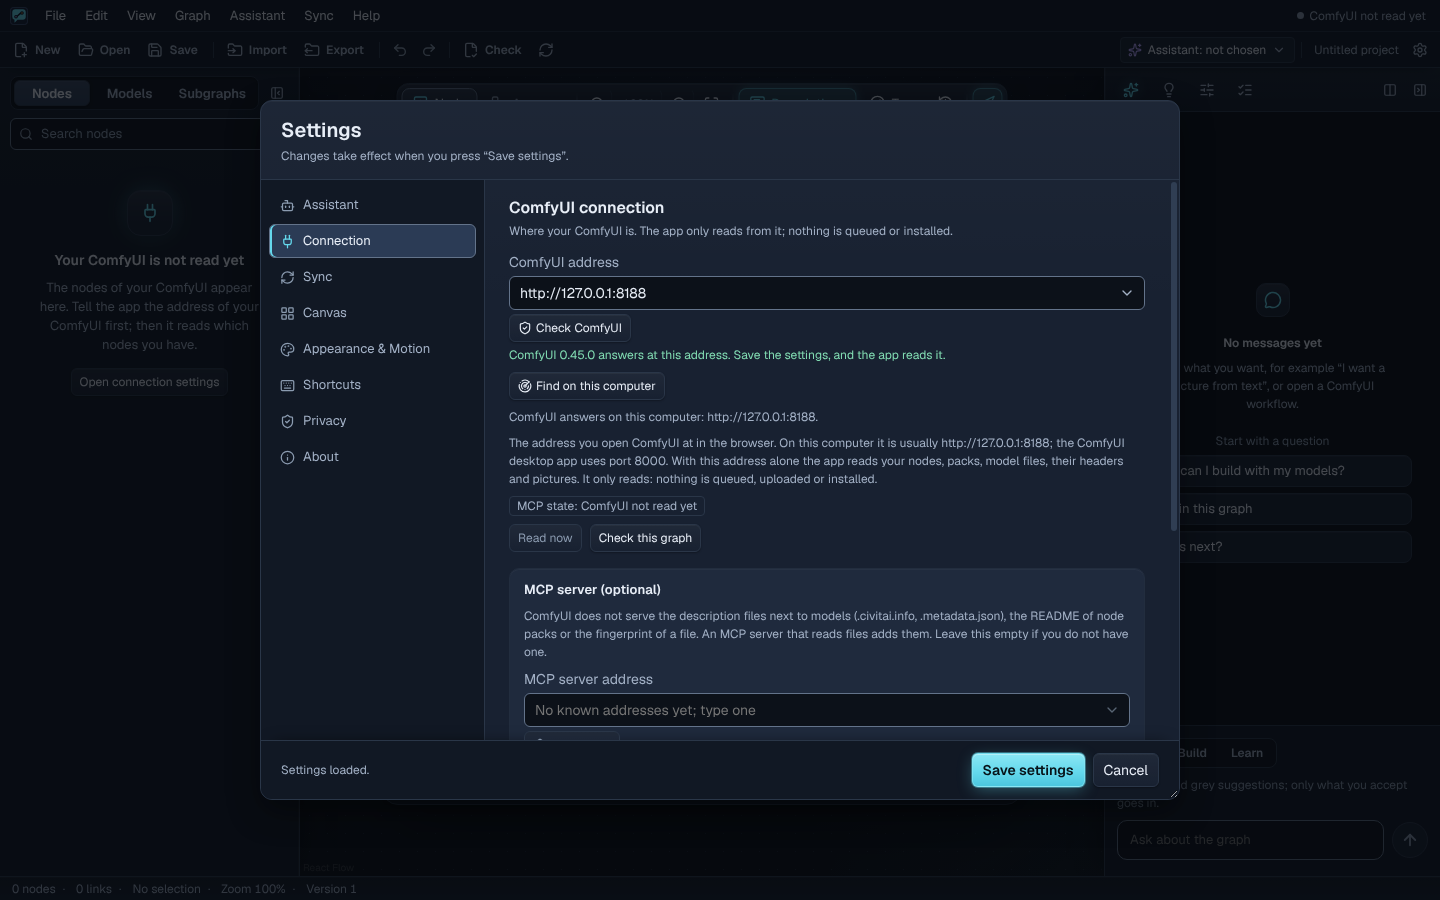 File Edit View Graph Assistant Sync Help
ComfyUI not read yet
New Open Save Import Export Check
Assistant: not chosen
Untitled project
Nodes Models Subgraphs
Search nodes
Your ComfyUI is not read yet
The nodes of your ComfyUI appear
here. Tell the app the address of your
ComfyUI first; then it reads which
nodes you have.
Open connection settings
Settings
Changes take effect when you press “Save settings”.
Assistant
Connection
Sync
Canvas
Appearance & Motion
Shortcuts
Privacy
About
ComfyUI connection
Where your ComfyUI is. The app only reads from it; nothing is queued or installed.
ComfyUI address
http://127.0.0.1:8188
Check ComfyUI
ComfyUI 0.45.0 answers at this address. Save the settings, and the app reads it.
Find on this computer
ComfyUI answers on this computer: http://127.0.0.1:8188.
The address you open ComfyUI at in the browser. On this computer it is usually http://127.0.0.1:8188; the ComfyUI
desktop app uses port 8000. With this address alone the app reads your nodes, packs, model files, their headers
and pictures. It only reads: nothing is queued, uploaded or installed.
MCP state: ComfyUI not read yet
Read now Check this graph
MCP server (optional)
ComfyUI does not serve the description files next to models (.civitai.info, .metadata.json), the README of node
packs or the fingerprint of a file. An MCP server that reads files adds them. Leave this empty if you do not have
one.
MCP server address
No known addresses yet; type one
Settings loaded.
Save settings Cancel
No messages yet
what you want, for example “I want a
cture from text”, or open a ComfyUI
workflow.
Start with a question
can I build with my models?
in this graph
s next?
Build Learn
d grey suggestions; only what you accept
goes in.
Ask about the graph
React Flow
0 nodes · 0 links · No selection · Zoom 100% · Version 1